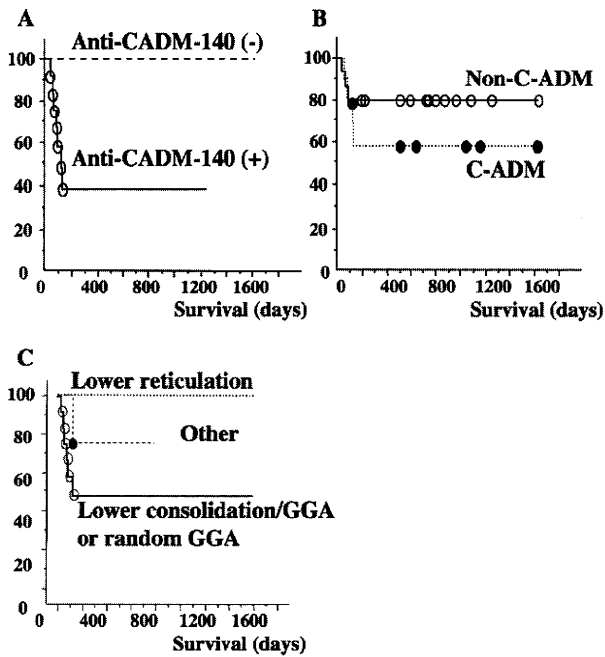 A
Anti-CADM-140 (-)
100
80
60
Anti-CADM-140 (+)
40
20
0
0 400 800 1200 1600
Survival (days)
B
100
Non-C-ADM
80
60
C-ADM
40
20
0
0 400 800 1200 1600
Survival (days)
C
Lower reticulation
100
80
Other
60
Lower consolidation/GGA
or random GGA
40
20
0
0 400 800 1200 1600
Survival (days)